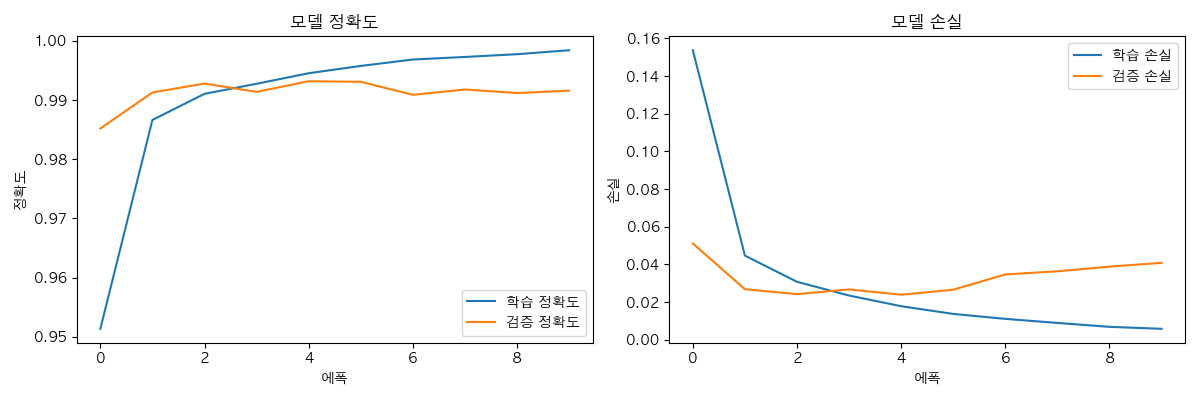 모델 정확도
정확도
1.00
0.99
0.98
0.97
0.96
0.95
0 2 4 6 8
에폭
학습 정확도
검증 정확도
모델 손실
손실
0.16
0.14
0.12
0.10
0.08
0.06
0.04
0.02
0.00
0 2 4 6 8
에폭
학습 손실
검증 손실